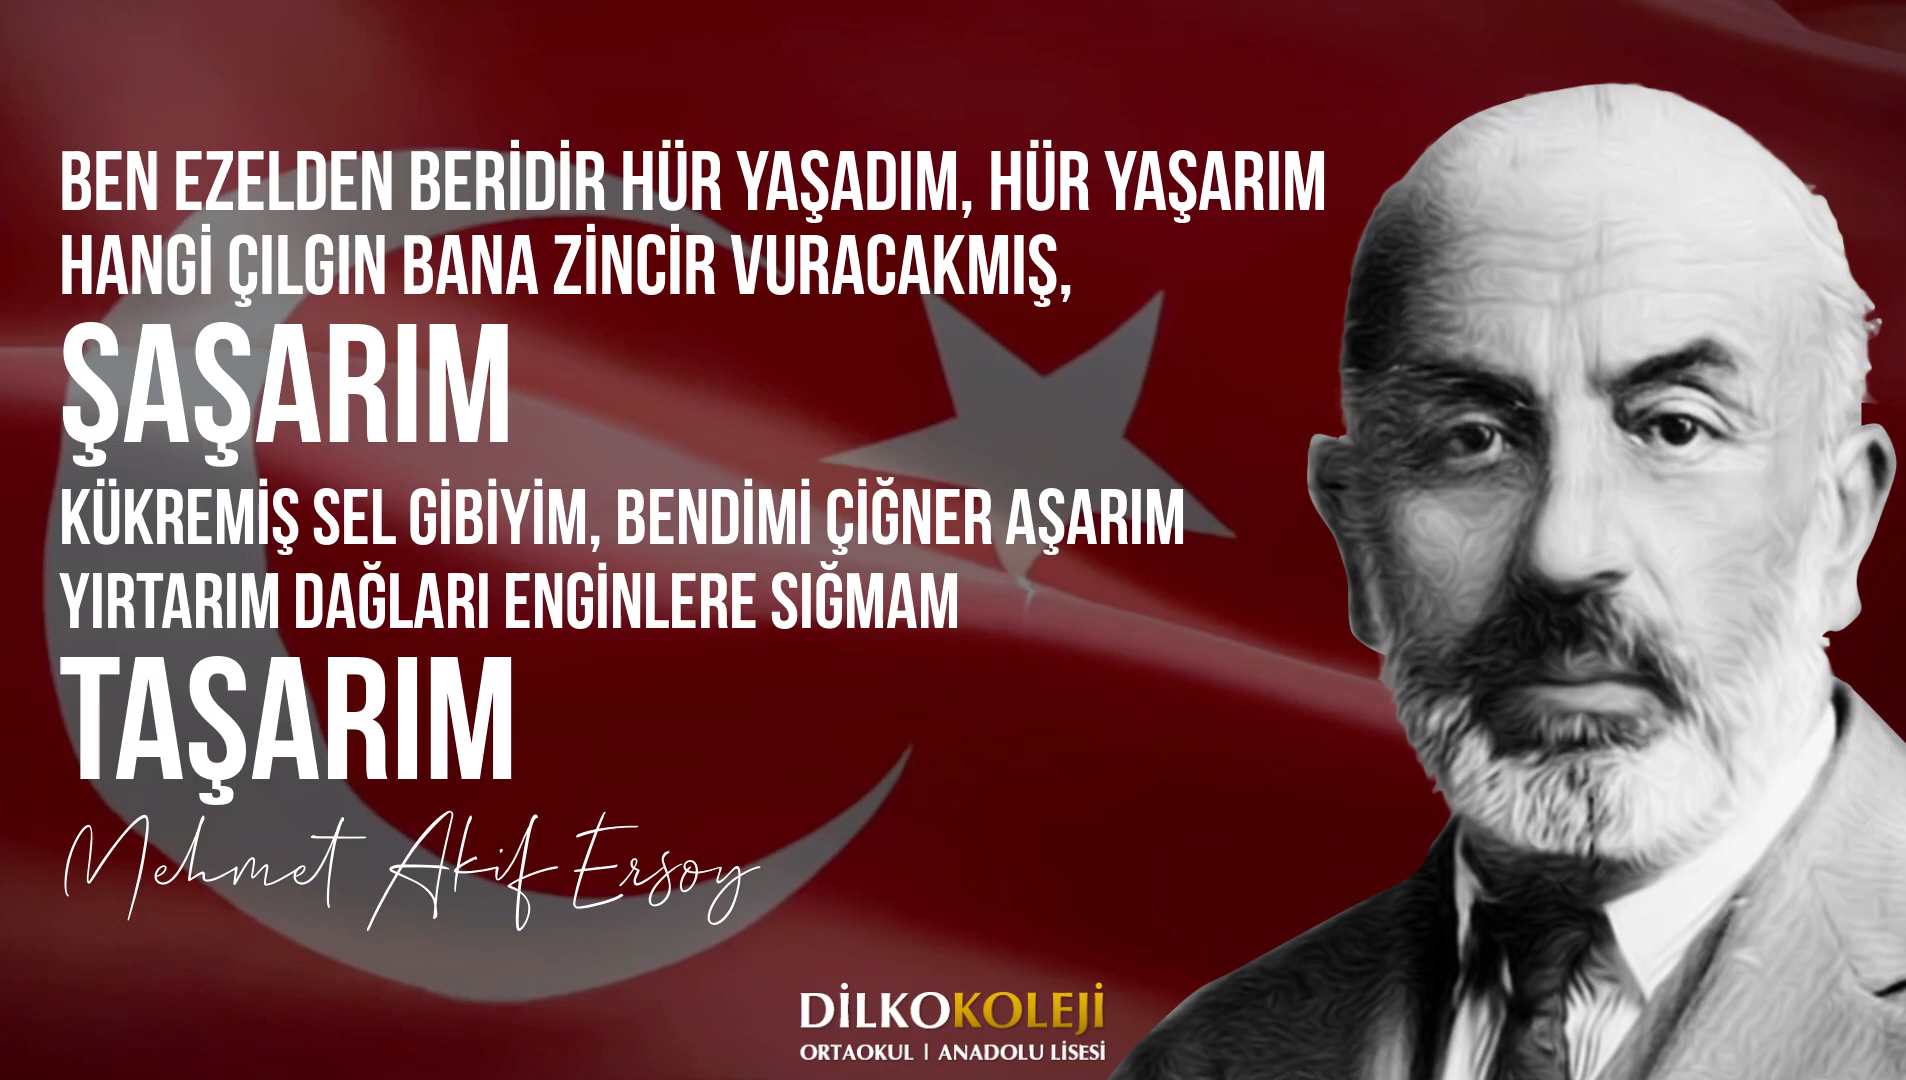 BEN EZELDEN BERİDİR HÜR YAŞADIM, HÜR YAŞARIM
HANGİ ÇILGIN BANA ZİNCİR VURACAKMIŞ,
ŞAŞARIM
KÜKREMİŞ SEL GİBİYİM, BENDİMİ ÇİĞNER AŞARIM
YIRTARIM DAĞLARI ENGİNLERE SIĞMAM
TAŞARIM
Mehmet Akif Ersoy
DİLKOKOLEJİ
ORTAOKUL | ANADOLU LİSESİ